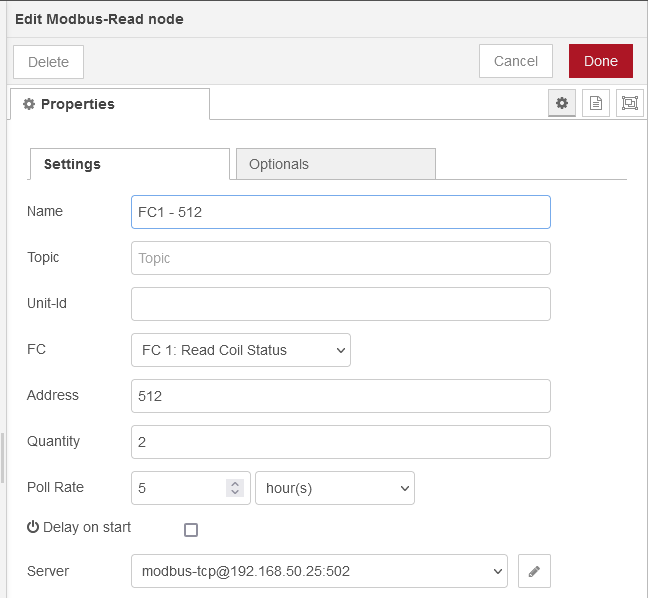 Edit Modbus-Read node
Delete
Cancel
Done
Properties
Settings
Optionals
Name
FC1 - 512
Topic
Topic
Unit-Id
FC
FC 1: Read Coil Status
Address
512
Quantity
2
Poll Rate
5
hour(s)
Delay on start
Server
modbus-tcp@192.168.50.25:502